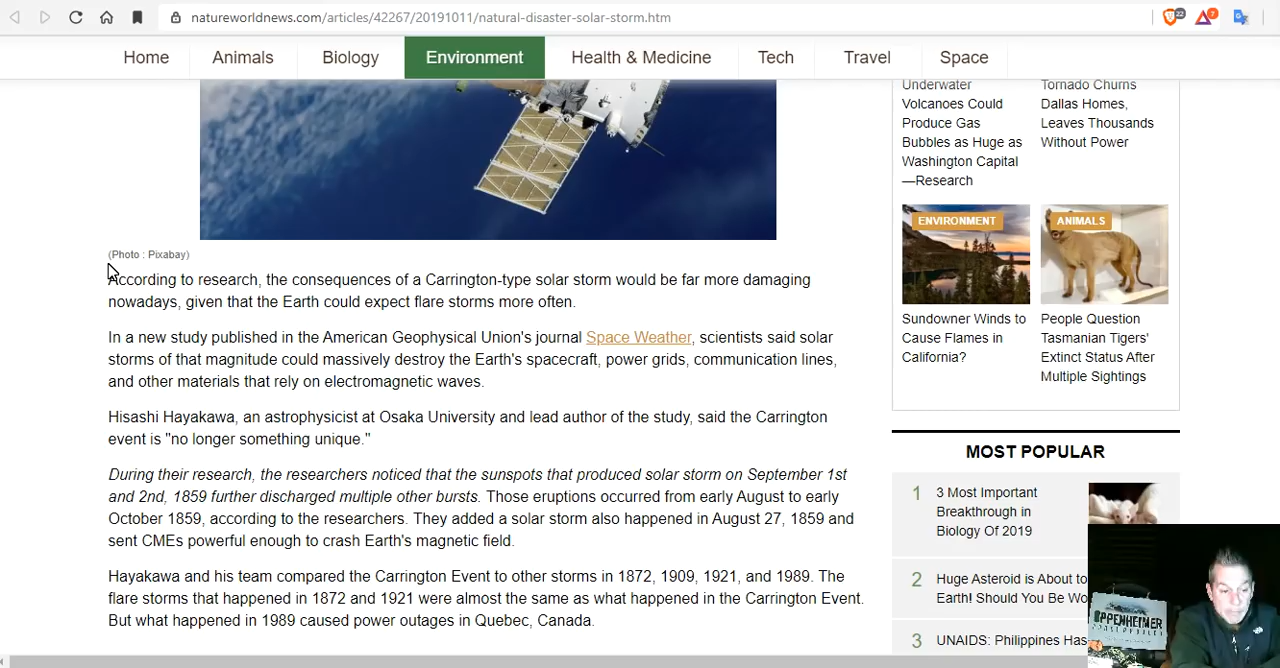 natureworldnews.com/articles/42267/20191011/natural-disaster-solar-storm.htm
22
7
Home
Animals
Biology
Environment
Health & Medicine
Tech
Travel
Space
(Photo : Pixabay)
According to research, the consequences of a Carrington-type solar storm would be far more damaging
nowadays, given that the Earth could expect flare storms more often.
In a new study published in the American Geophysical Union's journal Space Weather, scientists said solar
storms of that magnitude could massively destroy the Earth's spacecraft, power grids, communication lines,
and other materials that rely on electromagnetic waves.
Hisashi Hayakawa, an astrophysicist at Osaka University and lead author of the study, said the Carrington
event is "no longer something unique."
During their research, the researchers noticed that the sunspots that produced solar storm on September 1st
and 2nd, 1859 further discharged multiple other bursts. Those eruptions occurred from early August to early
October 1859, according to the researchers. They added a solar storm also happened in August 27, 1859 and
sent CMEs powerful enough to crash Earth's magnetic field.
Hayakawa and his team compared the Carrington Event to other storms in 1872, 1909, 1921, and 1989. The
flare storms that happened in 1872 and 1921 were almost the same as what happened in the Carrington Event.
But what happened in 1989 caused power outages in Quebec, Canada.
Underwater
Volcanoes Could
Produce Gas
Bubbles as Huge as
Washington Capital
—Research
Tornado Churns
Dallas Homes,
Leaves Thousands
Without Power
ENVIRONMENT
Sundowner Winds to
Cause Flames in
California?
ANIMALS
People Question
Tasmanian Tigers'
Extinct Status After
Multiple Sightings
MOST POPULAR
1
3 Most Important
Breakthrough in
Biology Of 2019
2
Huge Asteroid is About to
Earth! Should You Be Wo
3
UNAIDS: Philippines Has
OPPENHEIMER